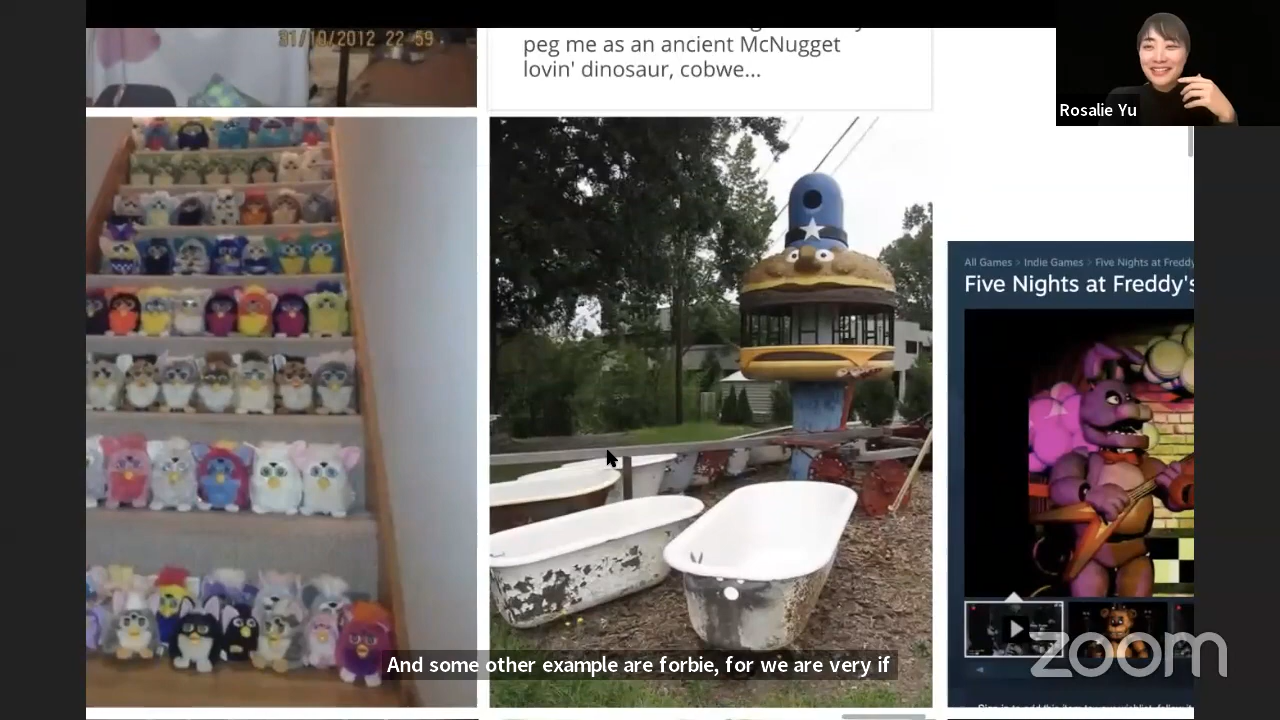 31/10/2012 22 59
peg me as an ancient McNugget
lovin' dinosaur, cobwe...
Rosalie Yu
All Games > Indie Games > Five Nights at Freddy's
Five Nights at Freddy's
And some other example are forbie, for we are very if
zoom